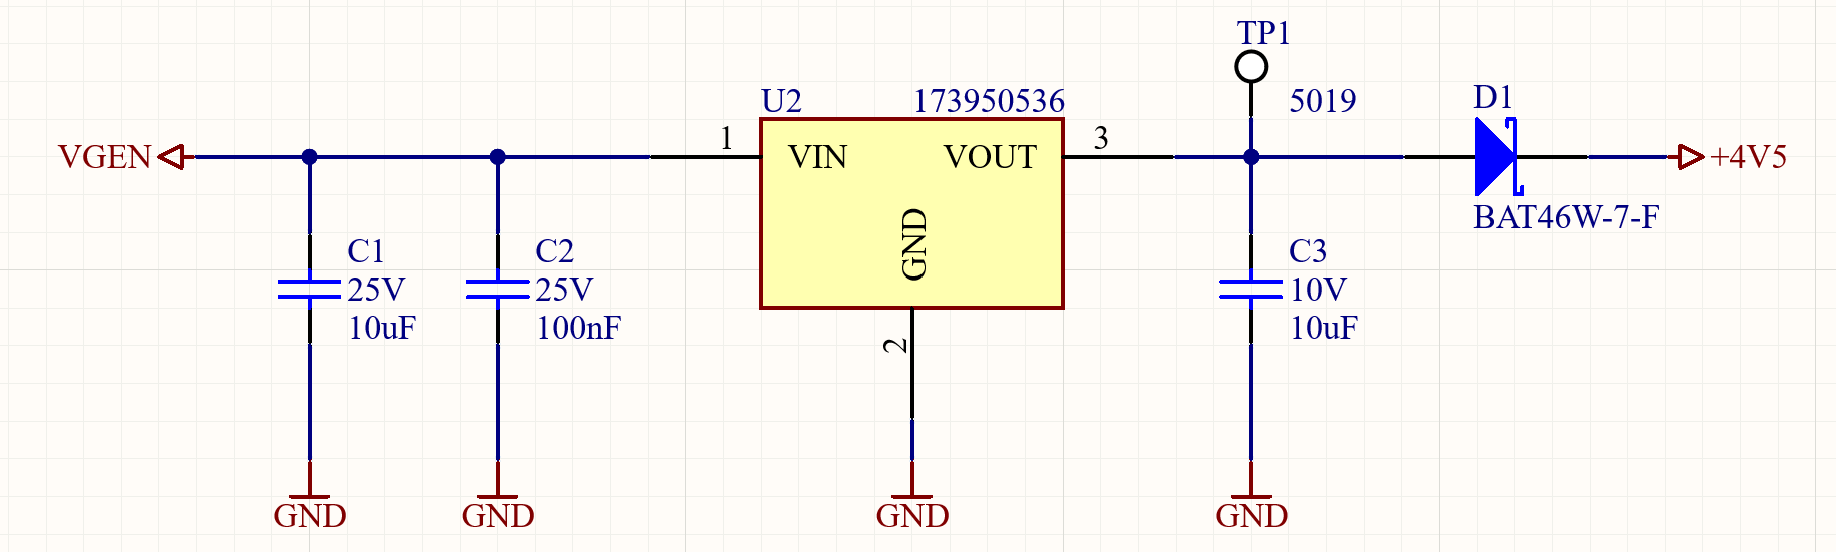 TP1
U2 173950536 5019 D1
VGEN 1 VIN VOUT 3 +4V5
BAT46W-7-F
GND
C1
25V
10uF
C2
25V
100nF
C3
10V
10uF
2
GND GND GND GND